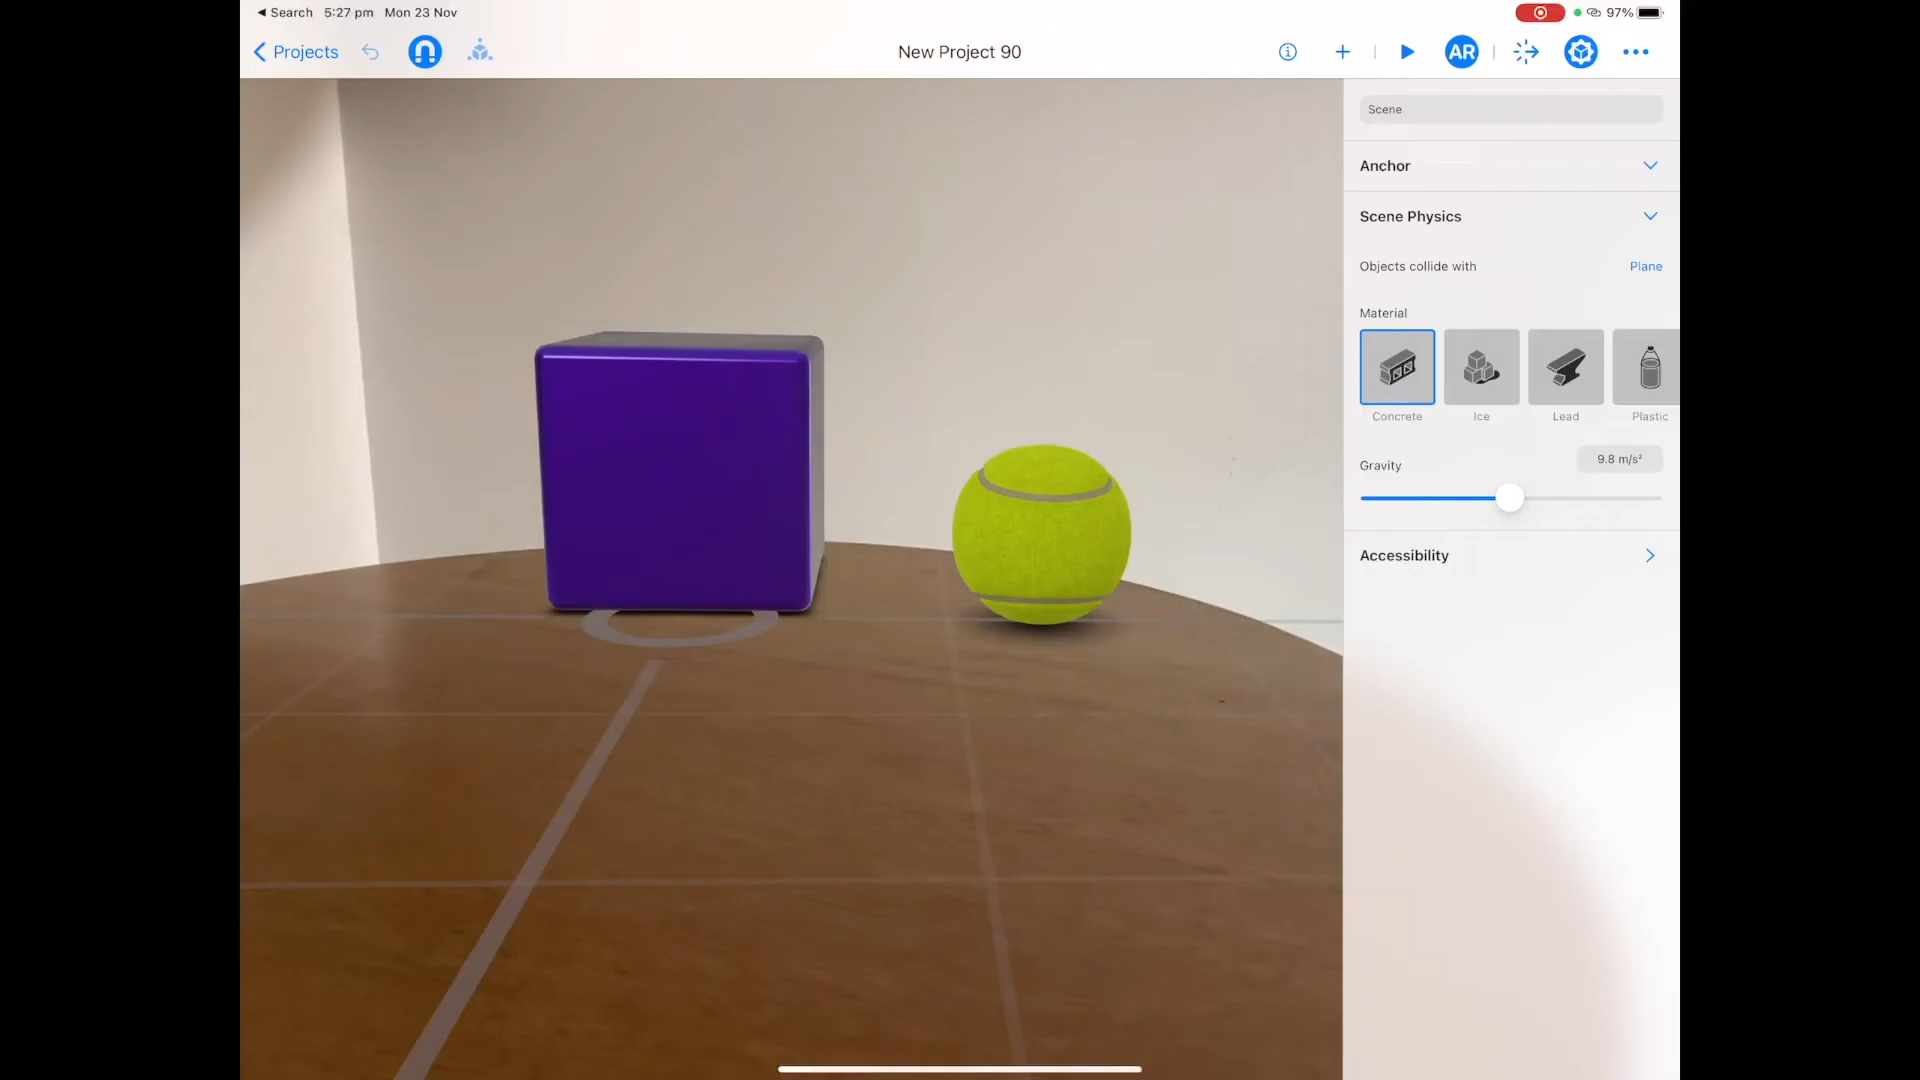 Search 5:27 pm Mon 23 Nov
97%
Projects
New Project 90
AR
Scene
Anchor
Scene Physics
Objects collide with Plane
Material
Concrete Ice Lead Plastic
Gravity 9.8 m/s²
Accessibility